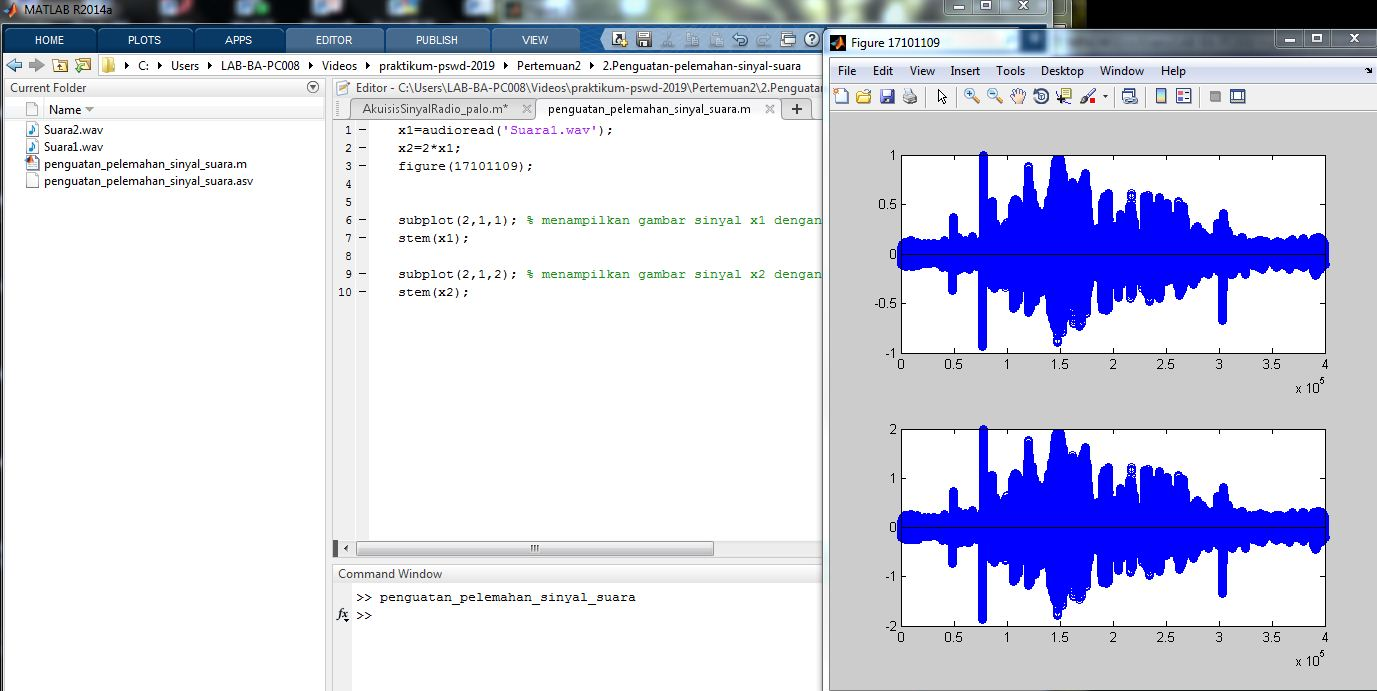 MATLAB R2014a
HOME PLOTS APPS EDITOR PUBLISH VIEW
C: Users LAB-BA-PC008 Videos praktikum-pswd-2019 Pertemuan2 2.Penguatan-pelemahan-sinyal-suara
Current Folder
Name
Suara2.wav
Suara1.wav
penguatan_pelemahan_sinyal_suara.m
penguatan_pelemahan_sinyal_suara.asv
Editor - C:\Users\LAB-BA-PC008\Videos\praktikum-pswd-2019\Pertemuan2\2.Penguatan
AkuisisSinyalRadio_palo.m* penguatan_pelemahan_sinyal_suara.m
1 x1=audioread('Suara1.wav');
2 x2=2*x1;
3 figure(17101109);
4
5
6 subplot(2,1,1); % menampilkan gambar sinyal x1 dengan
7 stem(x1);
8
9 subplot(2,1,2); % menampilkan gambar sinyal x2 dengan
10 stem(x2);
Command Window
>> penguatan_pelemahan_sinyal_suara
fx >>
Figure 17101109
File Edit View Insert Tools Desktop Window Help
1
0.5
0
-0.5
-1
0 0.5 1 1.5 2 2.5 3 3.5 4
x 10^5
2
1
0
-1
-2
0 0.5 1 1.5 2 2.5 3 3.5 4
x 10^5